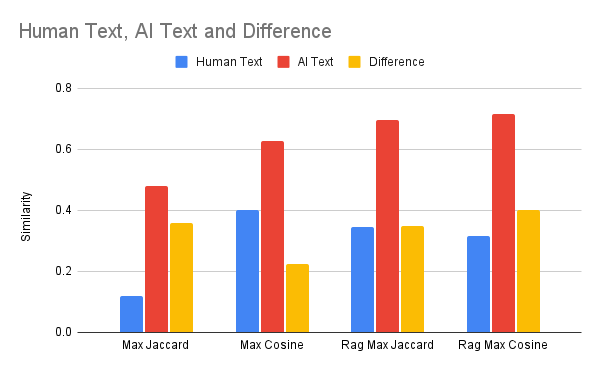 Human Text, AI Text and Difference
Human Text AI Text Difference
0.8
0.6
0.4
0.2
0.0
Similarity
Max Jaccard Max Cosine Rag Max Jaccard Rag Max Cosine